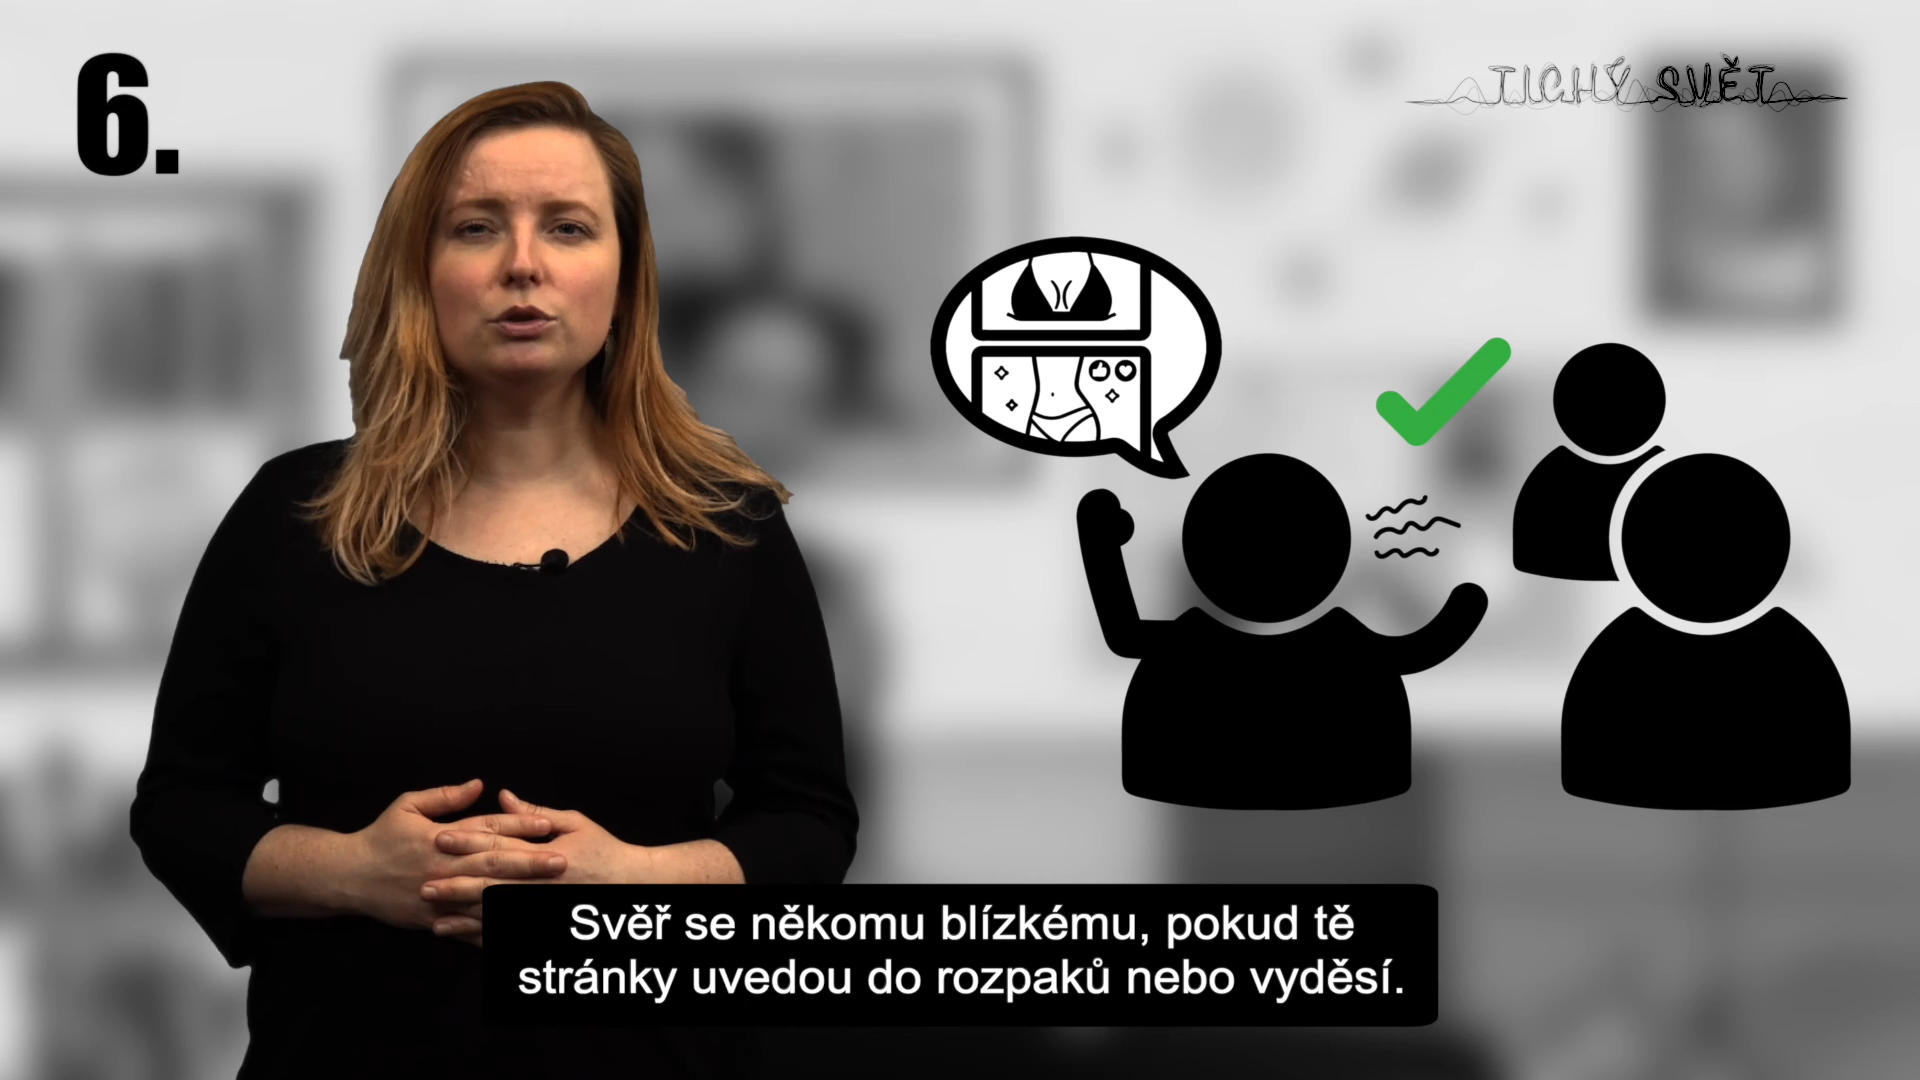 6.
TICHÝ SVĚT
Svěř se někomu blízkému, pokud tě
stránky uvedou do rozpaků nebo vyděsí.